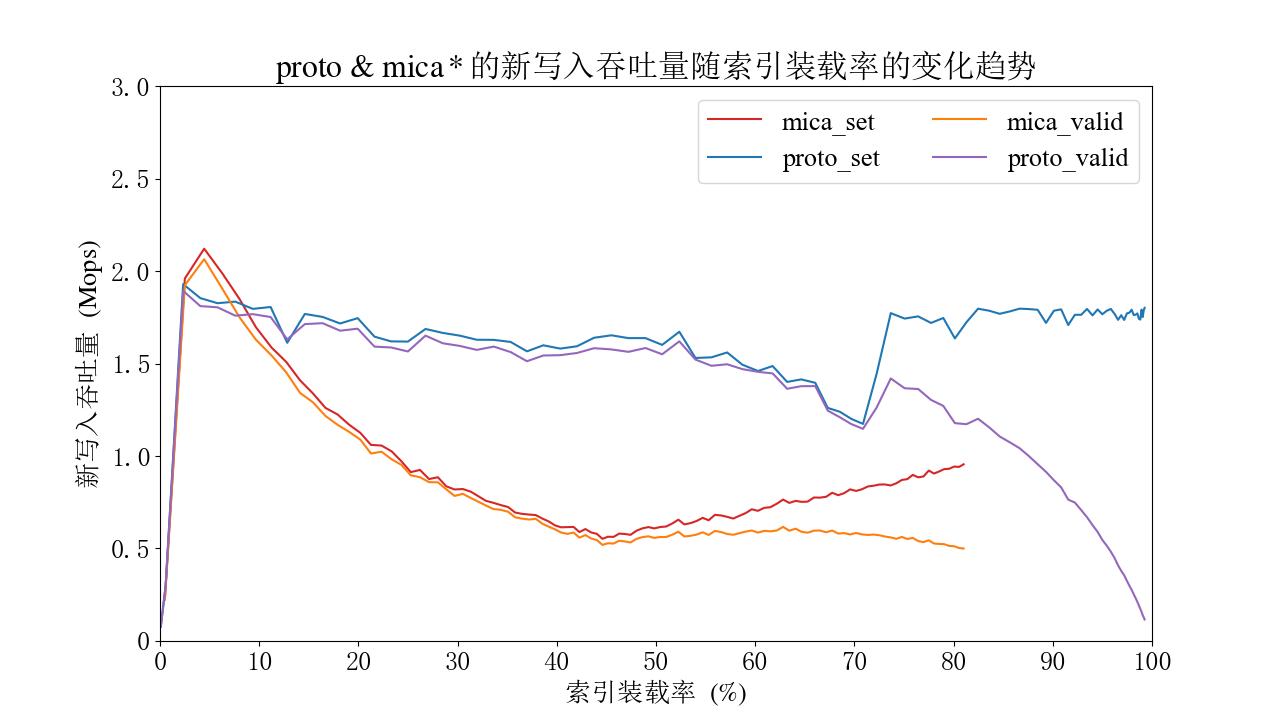 proto & mica * 的新写入吞吐量随索引装载率的变化趋势
mica_set
mica_valid
proto_set
proto_valid
新写入吞吐量 (Mops)
3.0
2.5
2.0
1.5
1.0
0.5
0
0 10 20 30 40 50 60 70 80 90 100
索引装载率 (%)